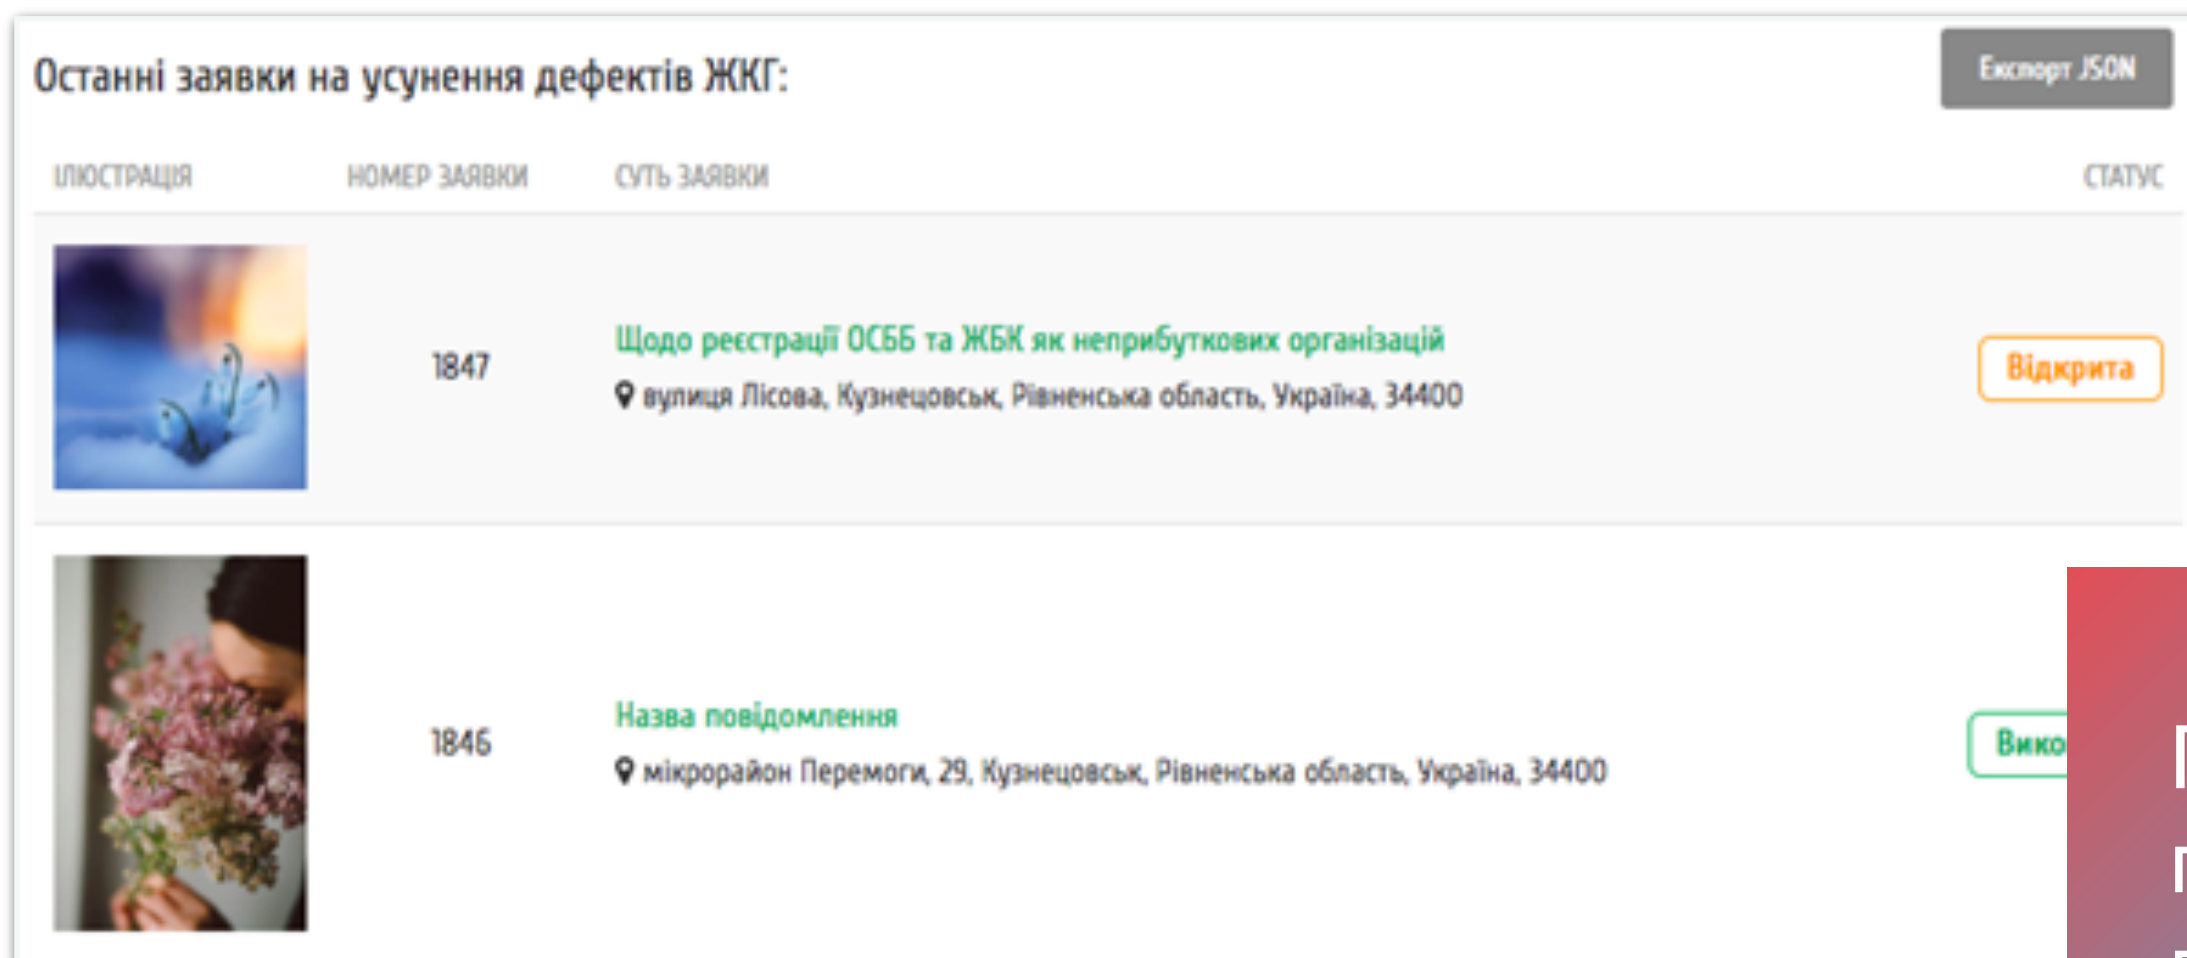 Останні заявки на усунення дефектів ЖКГ:
Експорт JSON
ІЛЮСТРАЦІЯ НОМЕР ЗАЯВКИ СУТЬ ЗАЯВКИ СТАТУС
1847
Щодо реєстрації ОСББ та ЖБК як неприбуткових організацій
вулиця Лісова, Кузнецовськ, Рівненська область, Україна, 34400
Відкрита
1846
Назва повідомлення
мікрорайон Перемоги, 29, Кузнецовськ, Рівненська область, Україна, 34400